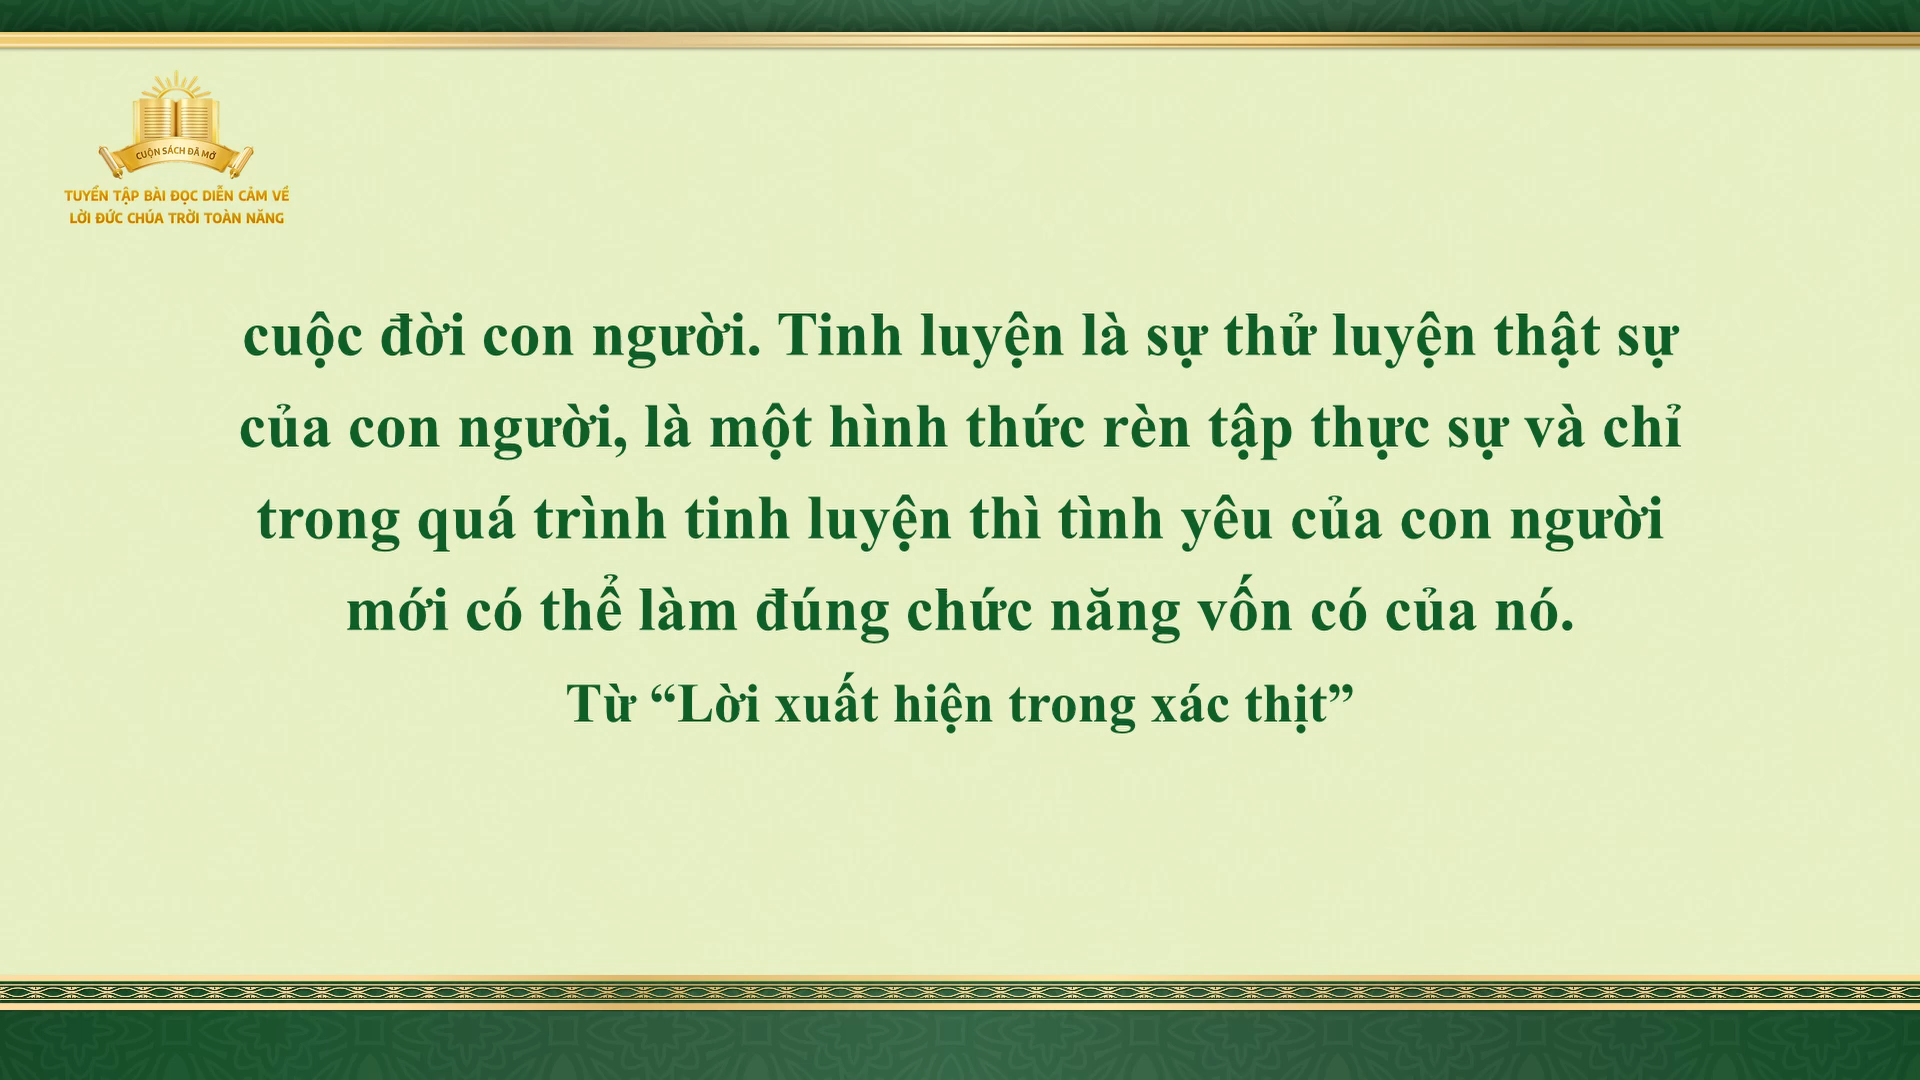 CUỘN SÁCH ĐÃ MỞ
TUYỂN TẬP BÀI ĐỌC DIỄN CẢM VỀ
LỜI ĐỨC CHÚA TRỜI TOÀN NĂNG
cuộc đời con người. Tinh luyện là sự thử luyện thật sự
của con người, là một hình thức rèn tập thực sự và chỉ
trong quá trình tinh luyện thì tình yêu của con người
mới có thể làm đúng chức năng vốn có của nó.
Từ “Lời xuất hiện trong xác thịt”